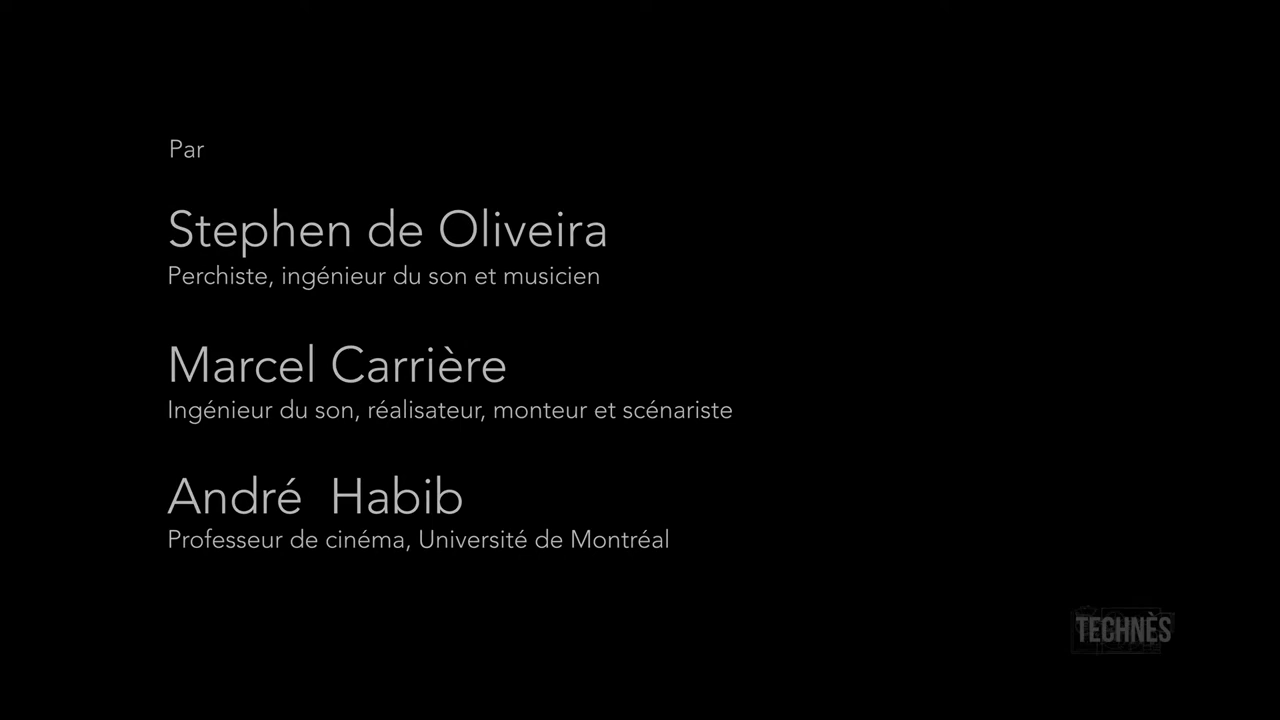 Par
Stephen de Oliveira
Perchiste, ingénieur du son et musicien
Marcel Carrière
Ingénieur du son, réalisateur, monteur et scénariste
André Habib
Professeur de cinéma, Université de Montréal
TECHNÈS